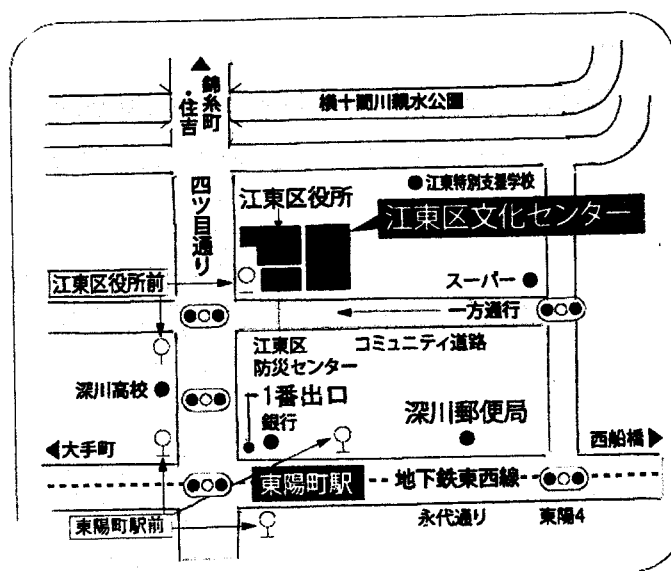 ▲錦糸町・住吉
横十間川親水公園
四ツ目通り
●江東特別支援学校
江東区役所
江東区文化センター
江東区役所前
スーパー●
一方通行
江東区
防災センター
コミュニティ道路
深川高校●
1番出口
銀行
深川郵便局
◀大手町
西船橋▶
東陽町駅
地下鉄東西線
東陽町駅前
永代通り
東陽4